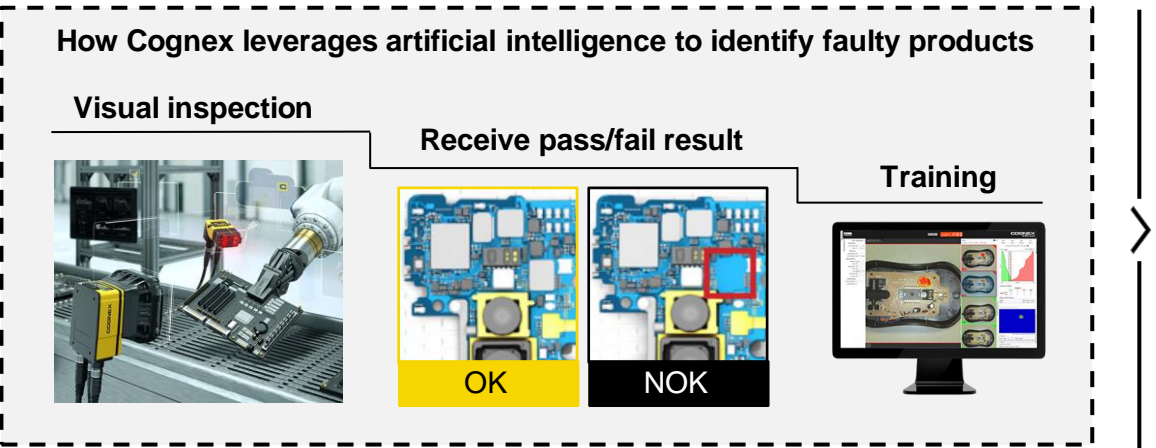 How Cognex leverages artificial intelligence to identify faulty products
Visual inspection
Receive pass/fail result
Training
COGNEX
COGNEX
OK
NOK